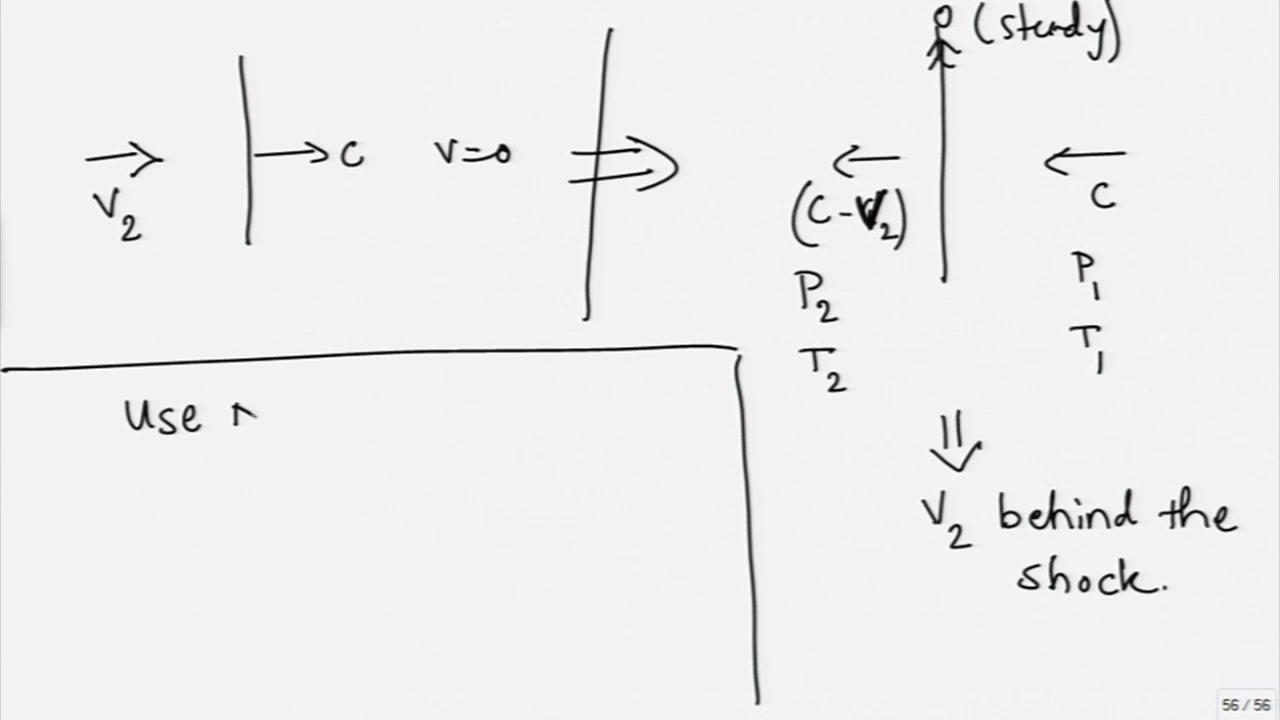 V2
C
V=0
(steady)
(C-V2)
P2
T2
C
P1
T1
Use
V2 behind the
shock.
56 / 56